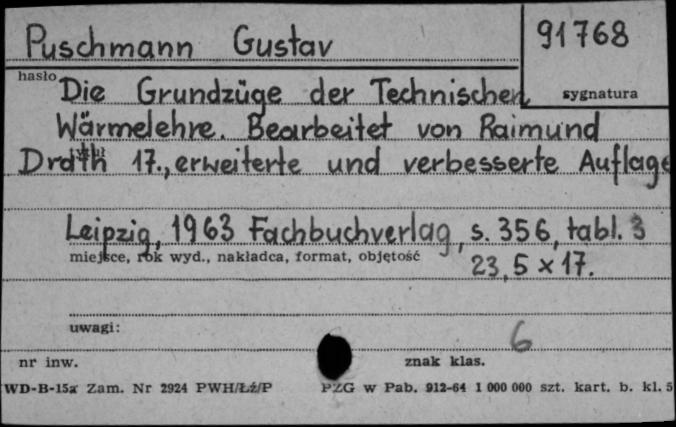 Puschmann Gustav
91768
hasło
sygnatura
Die Grundzüge der Technischen
Wärmelehre. Bearbeitet von Raimund
Drath 17., erweiterte und verbesserte Auflage
Leipzig, 1963 Fachbuchverlag, s. 356, tabl. 3
miejsce, rok wyd., nakładca, format, objętość
23,5 x 17.
uwagi:
6
nr inw.
znak klas.
WD-B-15a Zam. Nr 2924 PWH/Łź/P PZG w Pab. 912-64 1 000 000 szt. kart. b. kl. 5